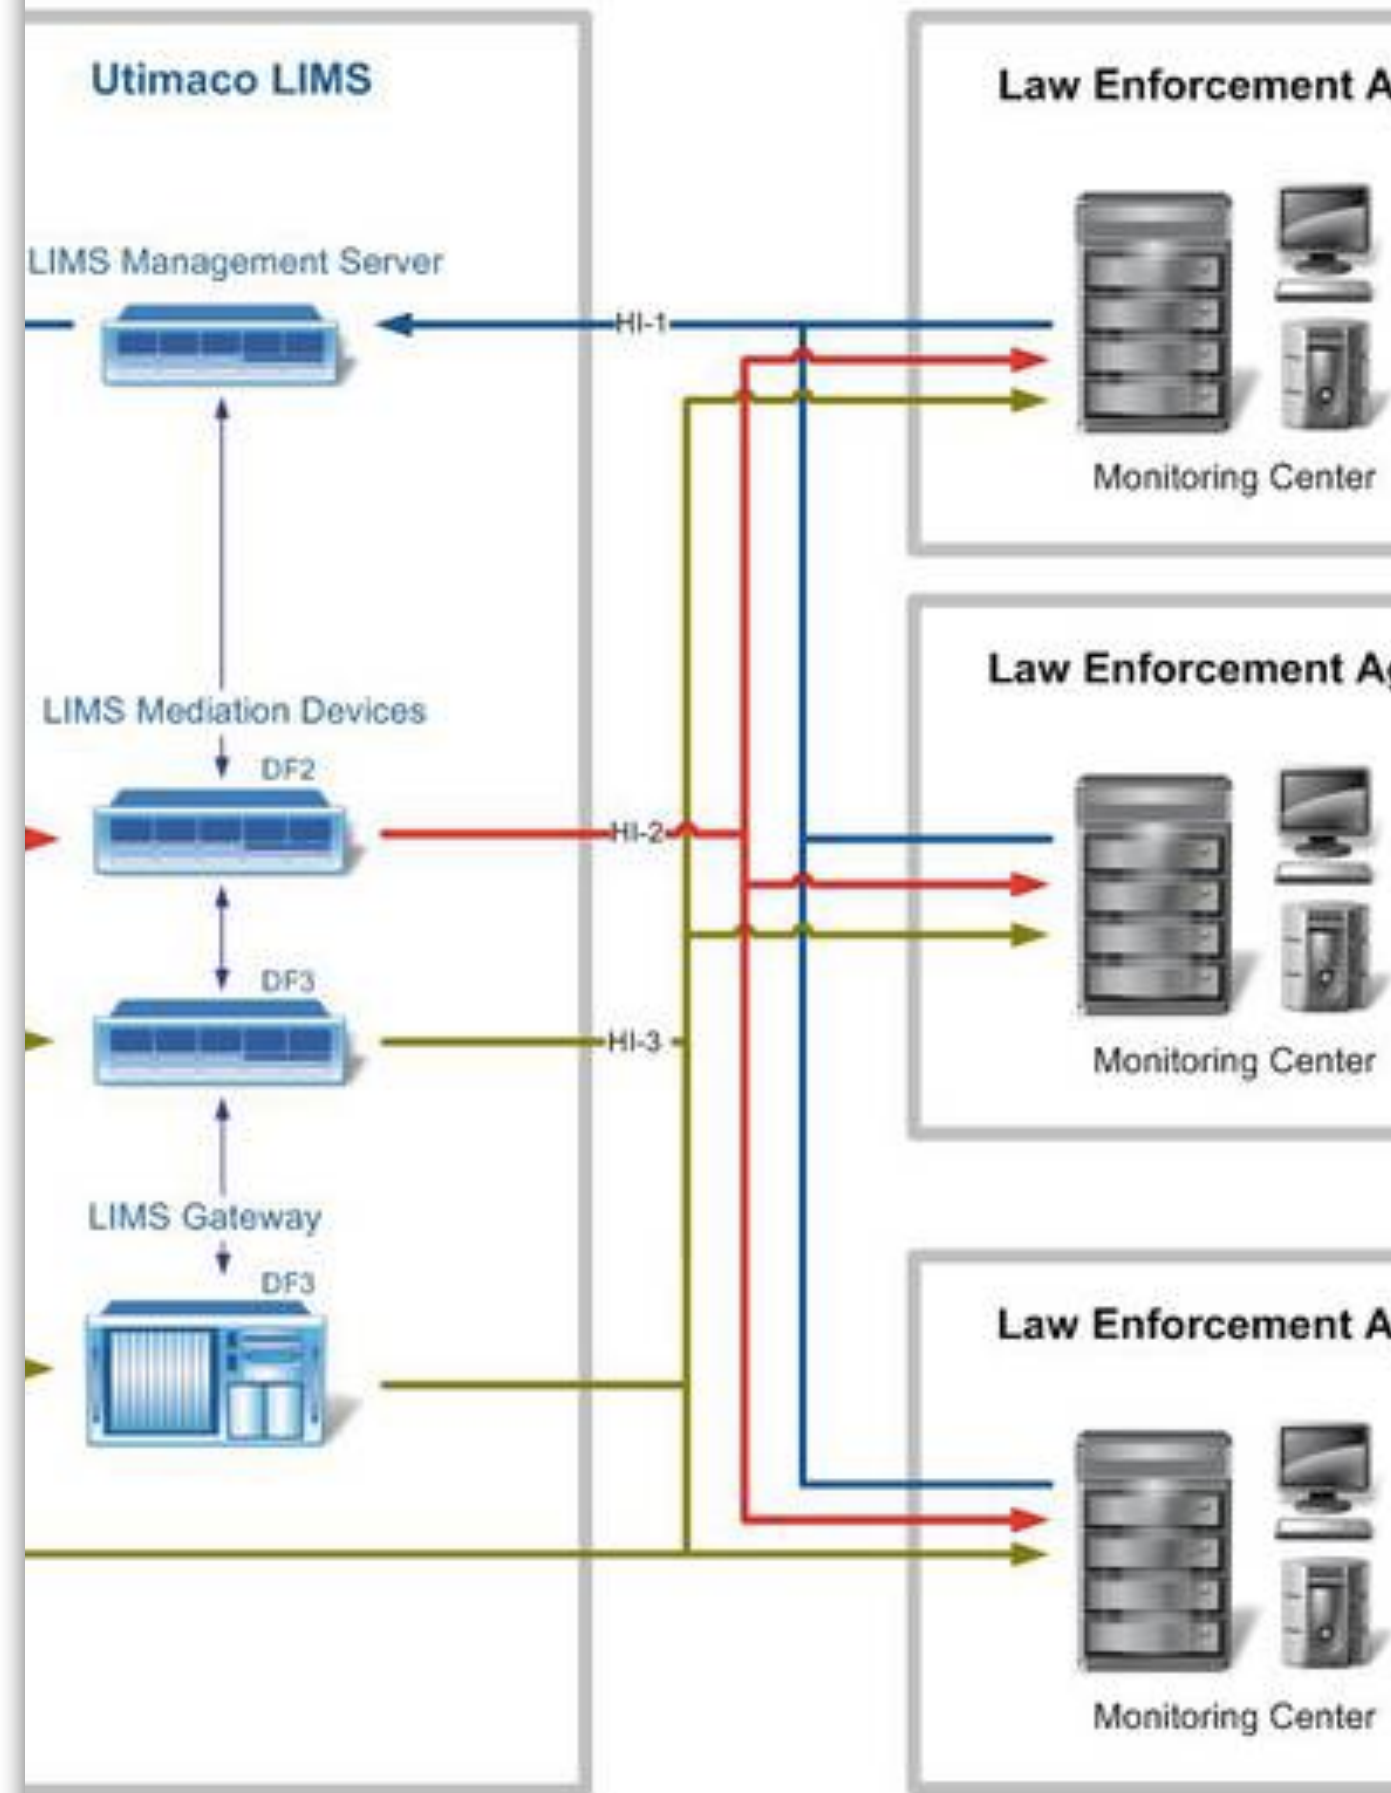 Utimaco LIMS
LIMS Management Server
LIMS Mediation Devices
DF2
DF3
LIMS Gateway
DF3
HI-1
HI-2
HI-3
Law Enforcement A
Monitoring Center
Law Enforcement Ag
Monitoring Center
Law Enforcement A
Monitoring Center